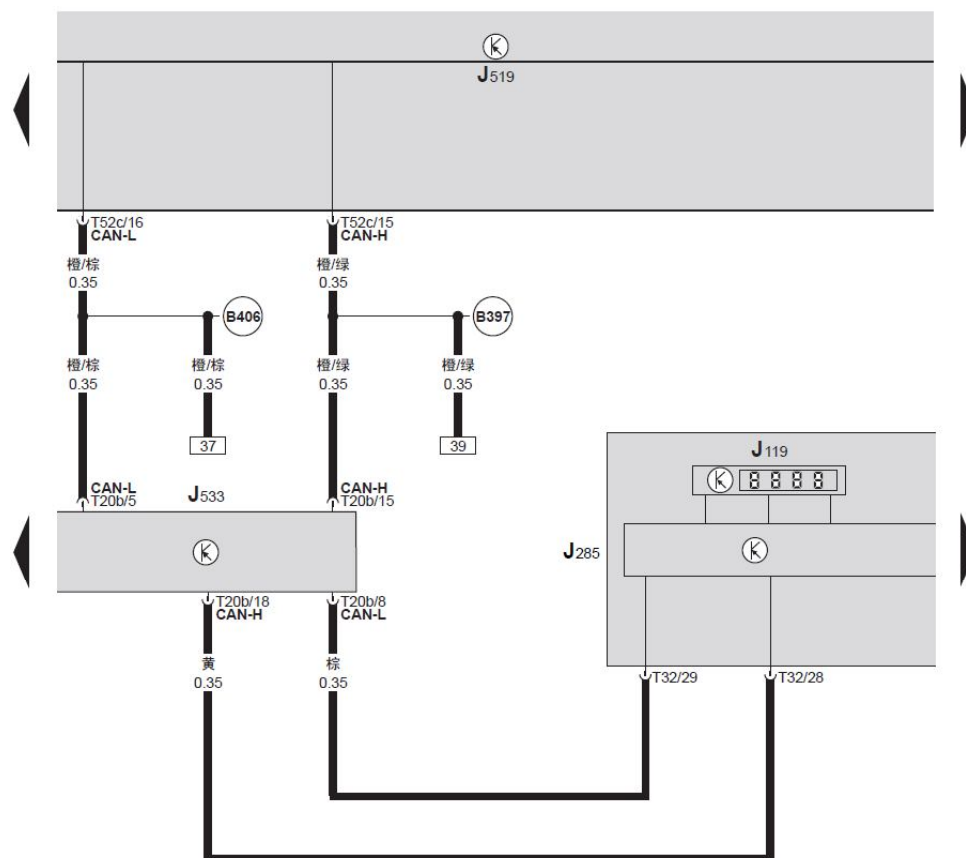 J519
T52c/16
CAN-L
T52c/15
CAN-H
橙/棕
0.35
橙/绿
0.35
B406
B397
橙/棕
0.35
橙/棕
0.35
橙/绿
0.35
橙/绿
0.35
37
39
CAN-L
T20b/5
J533
CAN-H
T20b/15
J119
8888
J285
T20b/18
CAN-H
T20b/8
CAN-L
黄
0.35
棕
0.35
T32/29
T32/28